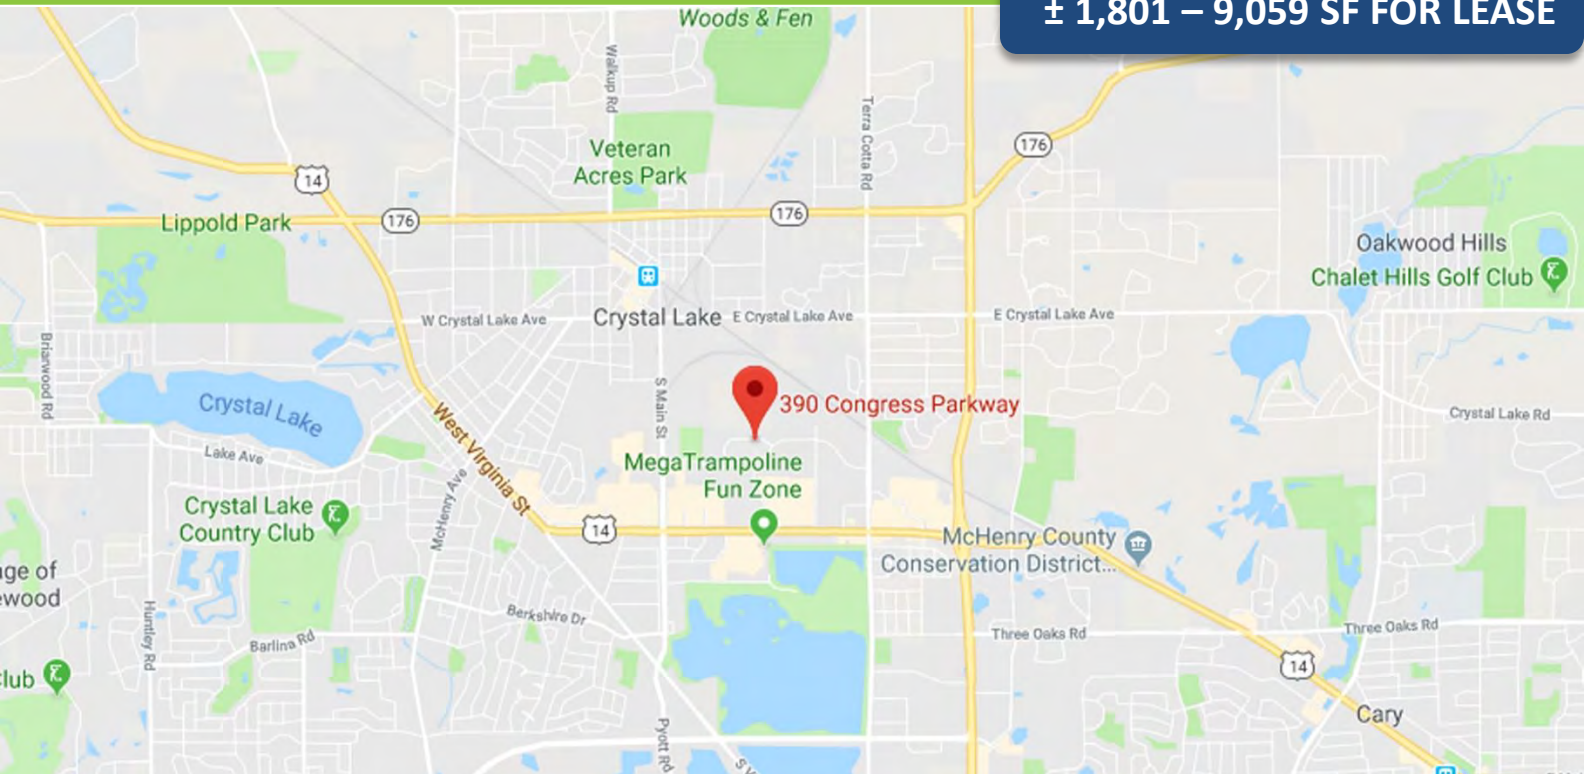 ± 1,801 – 9,059 SF FOR LEASE
Woods & Fen
Walkup Rd
Terra Cotta Rd
176
Veteran
Acres Park
14
Lippold Park
176
176
Oakwood Hills
Chalet Hills Golf Club
W Crystal Lake Ave
Crystal Lake
E Crystal Lake Ave
E Crystal Lake Ave
Briarwood Rd
S Main St
390 Congress Parkway
Crystal Lake
Crystal Lake Rd
West Virginia St
Lake Ave
MegaTrampoline
Fun Zone
McHenry Ave
Crystal Lake
Country Club
14
McHenry County
Conservation District...
ge of
wood
Huntley Rd
Berkshire Dr
Barlina Rd
Three Oaks Rd
Three Oaks Rd
14
lub
Cary
Pyott Rd
S V